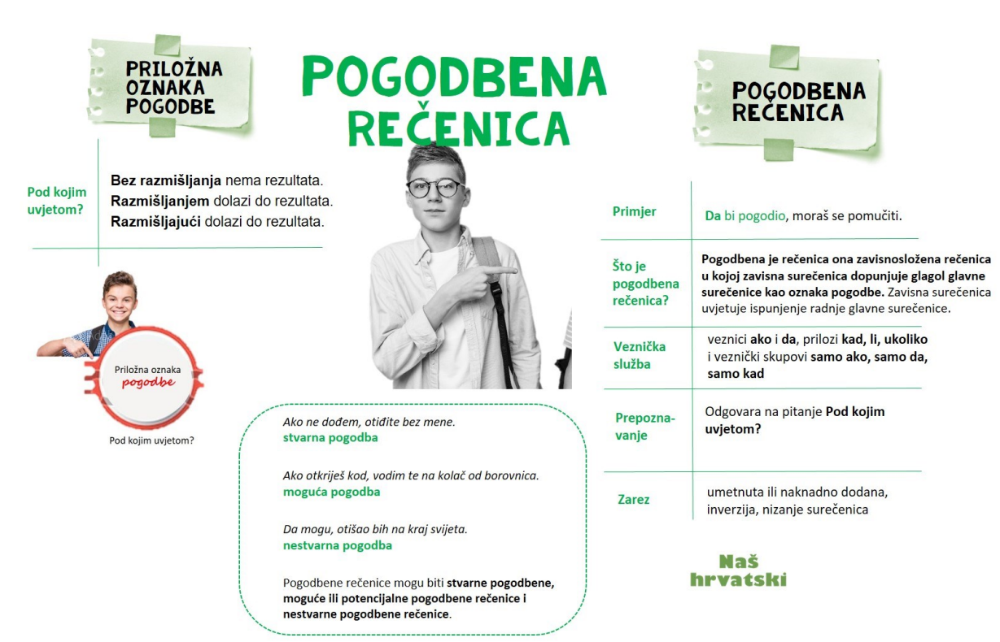 POGODBENA
REČENICA
PRILOŽNA
OZNAKA
POGODBE
Pod kojim
uvjetom?
Bez razmišljanja nema rezultata.
Razmišljanjem dolazi do rezultata.
Razmišljajući dolazi do rezultata.
Priložna oznaka
pogodbe
Pod kojim uvjetom?
Ako ne dođem, otiđite bez mene.
stvarna pogodba
Ako otkriješ kod, vodim te na kolač od borovnica.
moguća pogodba
Da mogu, otišao bih na kraj svijeta.
nestvarna pogodba
Pogodbene rečenice mogu biti stvarne pogodbene,
moguće ili potencijalne pogodbene rečenice i
nestvarne pogodbene rečenice.
POGODBENA
REČENICA
Primjer
Da bi pogodio, moraš se pomučiti.
Što je
pogodbena
rečenica?
Pogodbena je rečenica ona zavisnosložena rečenica
u kojoj zavisna surečenica dopunjuje glagol glavne
surečenice kao oznaka pogodbe. Zavisna surečenica
uvjetuje ispunjenje radnje glavne surečenice.
Veznička
služba
veznici ako i da, prilozi kad, li, ukoliko
i veznički skupovi samo ako, samo da,
samo kad
Prepozna-
vanje
Odgovara na pitanje Pod kojim
uvjetom?
Zarez
umetnuta ili naknadno dodana,
inverzija, nizanje surečenica
Naš
hrvatski